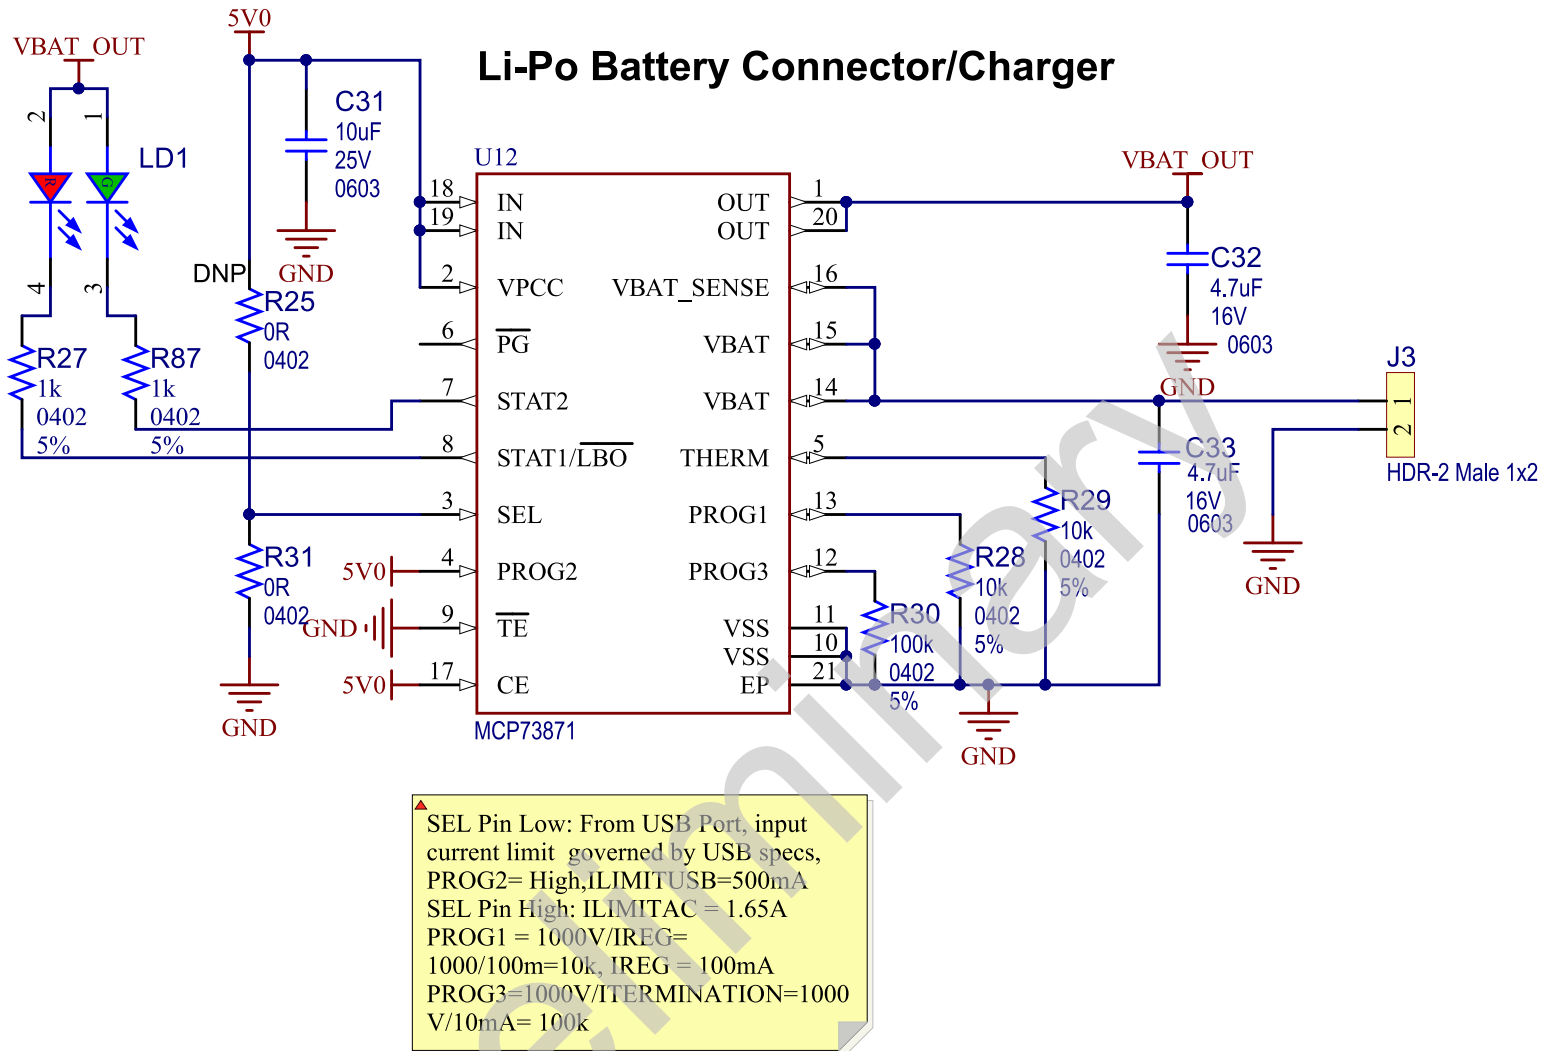 Li-Po Battery Connector/Charger
5V0
VBAT_OUT
2
1
LD1
R
G
4
3
R27
1k
0402
5%
R87
1k
0402
5%
C31
10uF
25V
0603
GND
DNP
R25
0R
0402
R31
0R
0402
GND
5V0
GND
5V0
U12
18 IN
19 IN
2 VPCC
6 PG
7 STAT2
8 STAT1/LBO
3 SEL
4 PROG2
9 TE
17 CE
OUT 1
OUT 20
VBAT_SENSE 16
VBAT 15
VBAT 14
THERM 5
PROG1 13
PROG3 12
VSS 11
VSS 10
EP 21
MCP73871
VBAT_OUT
C32
4.7uF
16V
0603
GND
J3
1
2
HDR-2 Male 1x2
GND
C33
4.7uF
16V
0603
R29
10k
0402
5%
R28
10k
0402
5%
R30
100k
0402
5%
GND
SEL Pin Low: From USB Port, input
current limit governed by USB specs,
PROG2= High,ILIMITUSB=500mA
SEL Pin High: ILIMITAC = 1.65A
PROG1 = 1000V/IREG=
1000/100m=10k, IREG = 100mA
PROG3=1000V/ITERMINATION=1000
V/10mA= 100k
eliminary